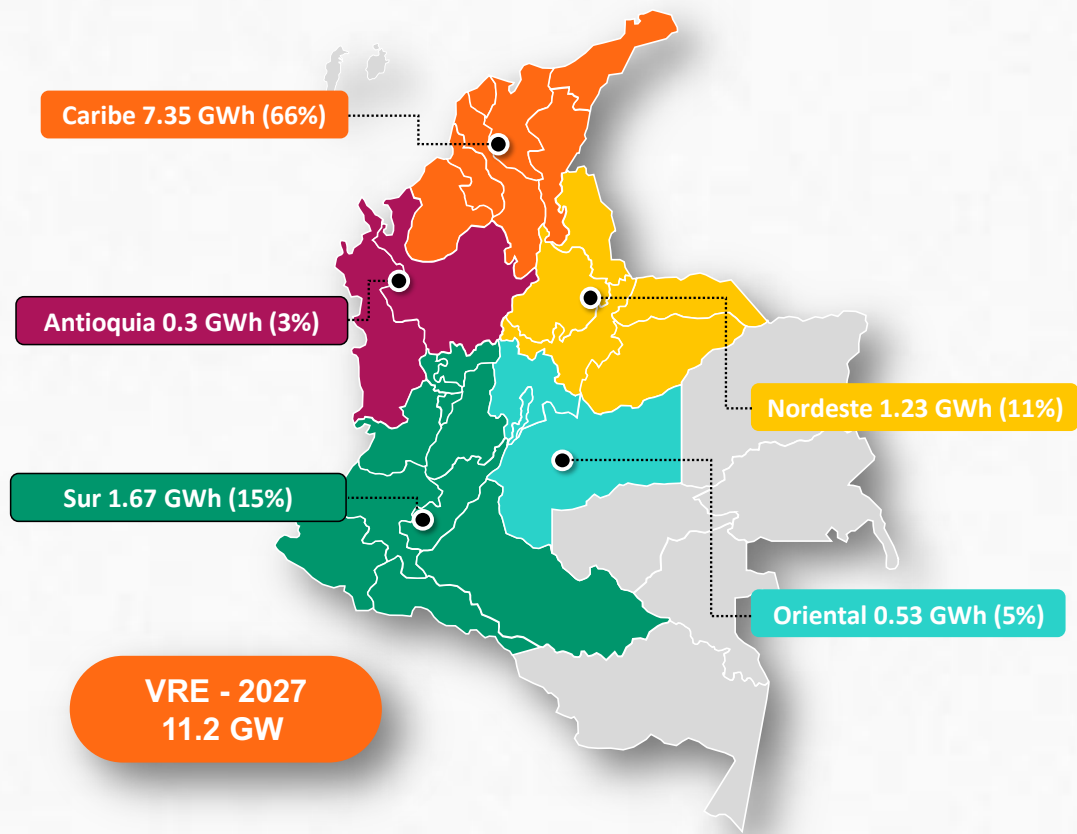 Caribe 7.35 GWh (66%)
Antioquia 0.3 GWh (3%)
Nordeste 1.23 GWh (11%)
Sur 1.67 GWh (15%)
Oriental 0.53 GWh (5%)
VRE - 2027
11.2 GW